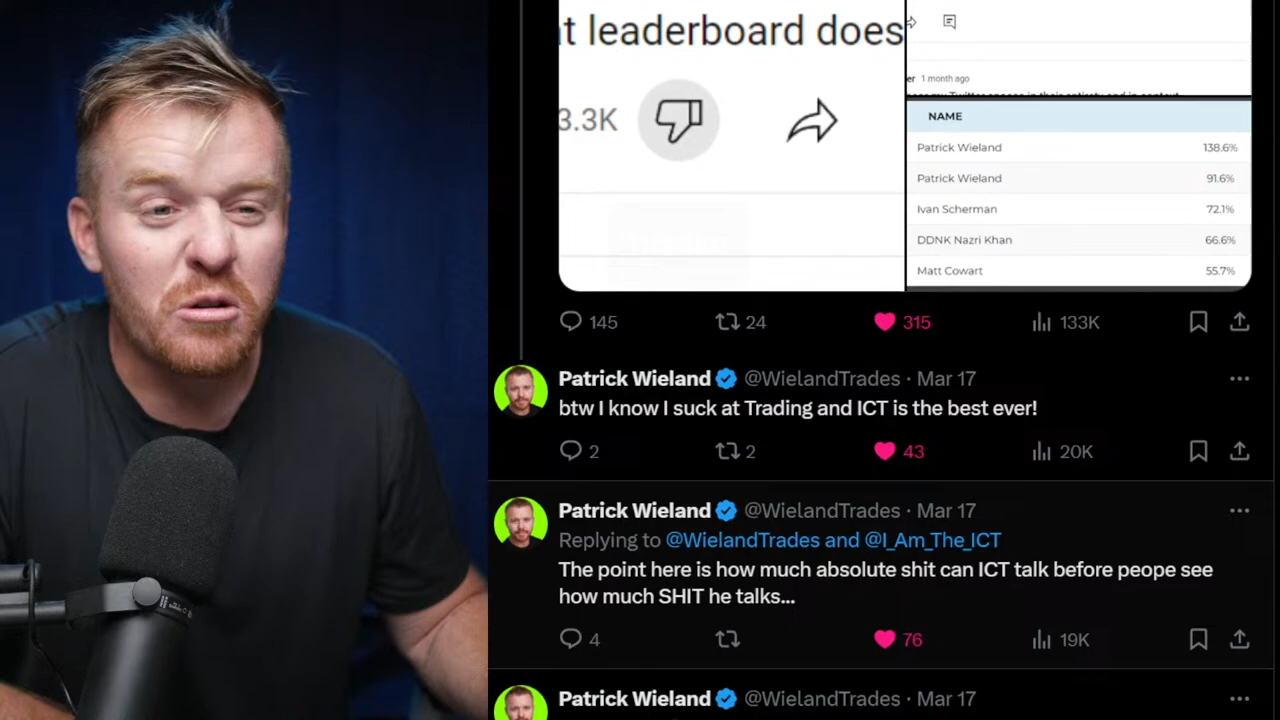 t leaderboard does
3.3K
er 1 month ago
NAME
Patrick Wieland 138.6%
Patrick Wieland 91.6%
Ivan Scherman 72.1%
DDNK Nazri Khan 66.6%
Matt Cowart 55.7%
145 24 315 133K
Patrick Wieland @WielandTrades · Mar 17
btw I know I suck at Trading and ICT is the best ever!
2 2 43 20K
Patrick Wieland @WielandTrades · Mar 17
Replying to @WielandTrades and @I_Am_The_ICT
The point here is how much absolute shit can ICT talk before peope see
how much SHIT he talks...
4 76 19K
Patrick Wieland @WielandTrades · Mar 17